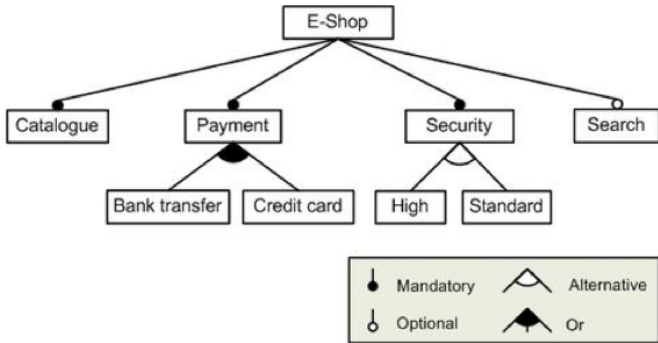 E-Shop
Catalogue
Payment
Security
Search
Bank transfer
Credit card
High
Standard
Mandatory
Alternative
Optional
Or